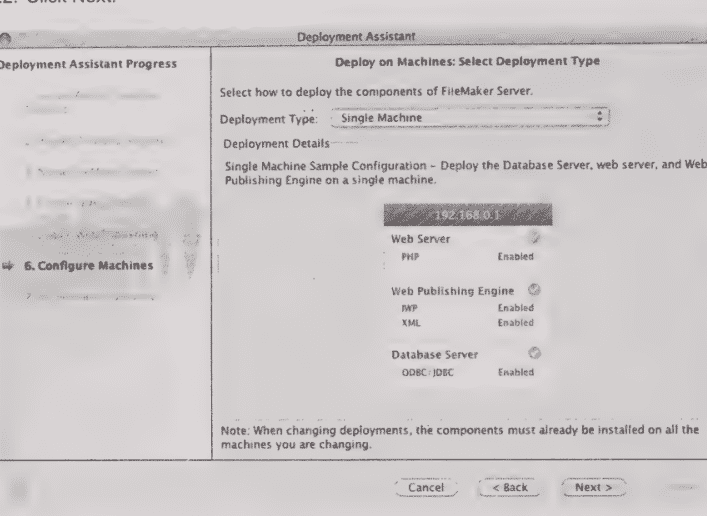 2. Click Next.
Deployment Assistant
Deployment Assistant Progress
6. Configure Machines
Deploy on Machines: Select Deployment Type
Select how to deploy the components of FileMaker Server.
Deployment Type: Single Machine
Deployment Details
Single Machine Sample Configuration – Deploy the Database Server, web server, and Web
Publishing Engine on a single machine.
192.168.0.1
Web Server
PHP Enabled
Web Publishing Engine
IWP Enabled
XML Enabled
Database Server
ODBC/JDBC Enabled
Note: When changing deployments, the components must already be installed on all the
machines you are changing.
Cancel < Back Next >